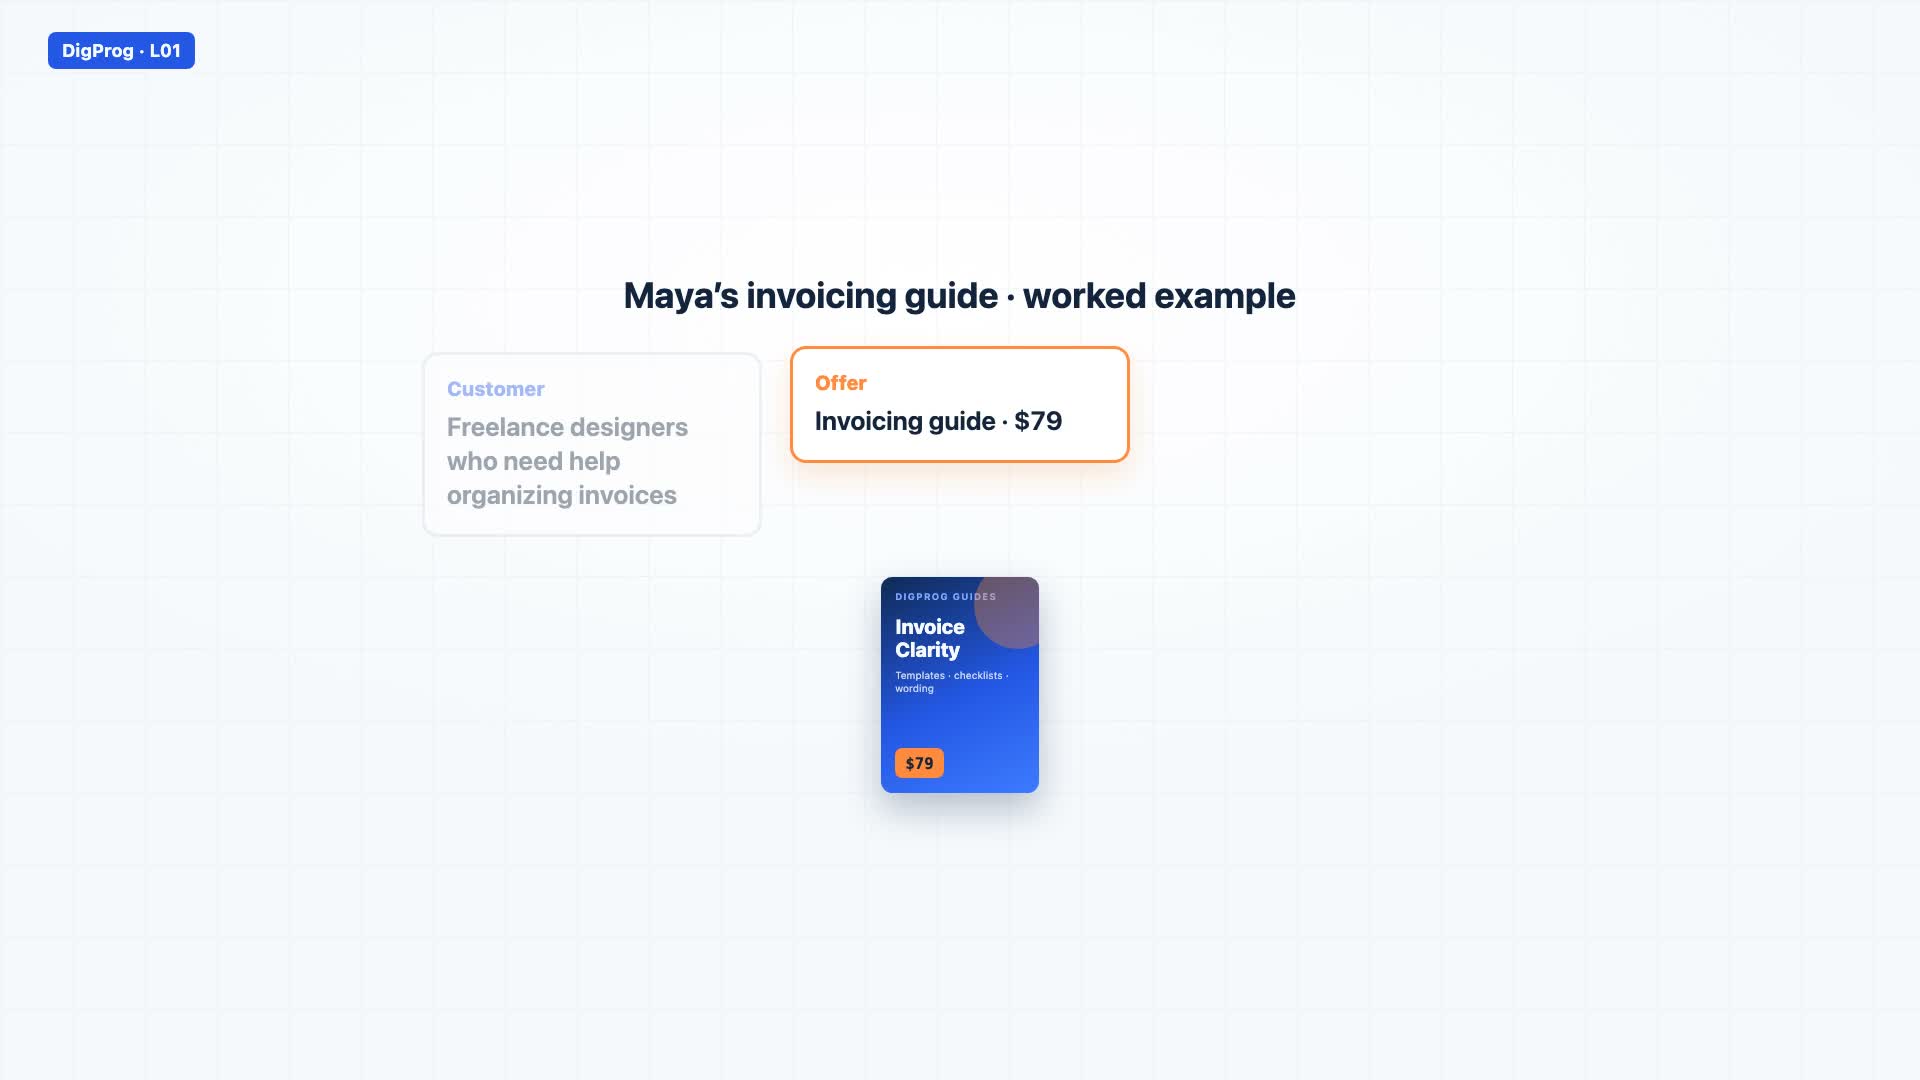 DigProg · L01
Maya’s invoicing guide · worked example
Customer
Freelance designers
who need help
organizing invoices
Offer
Invoicing guide · $79
DIGPROG GUIDES
Invoice
Clarity
Templates · checklists ·
wording
$79